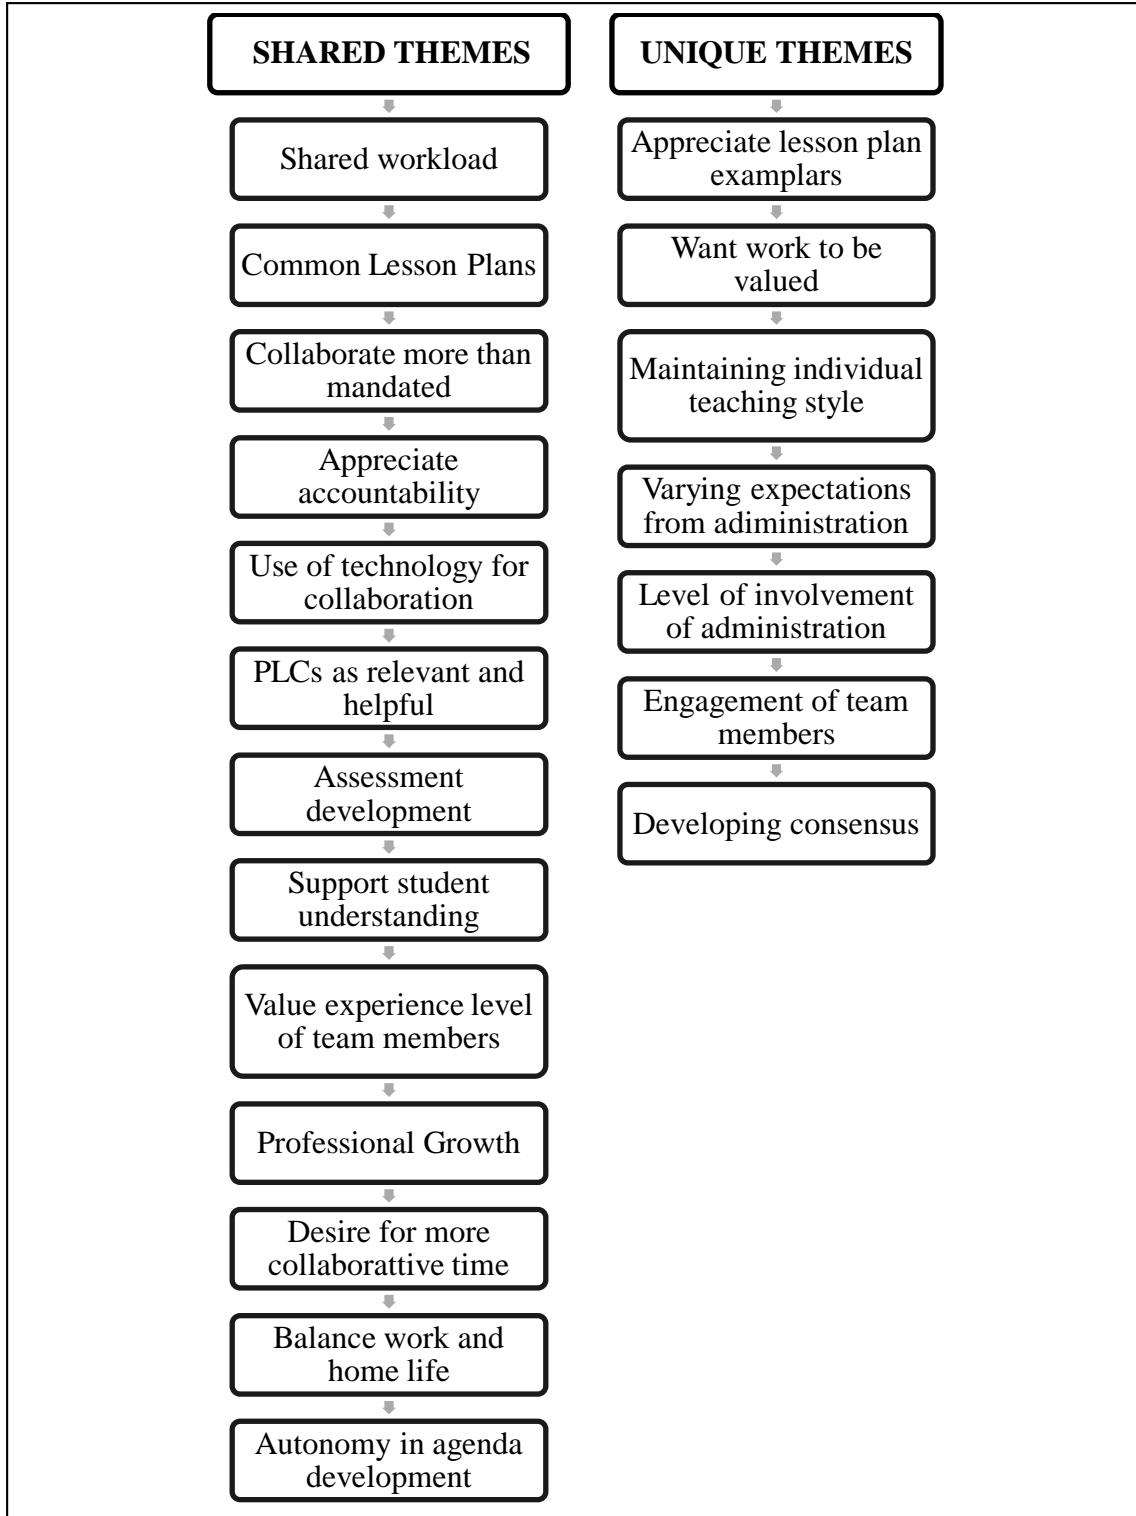 SHARED THEMES
Shared workload
Common Lesson Plans
Collaborate more than
mandated
Appreciate
accountability
Use of technology for
collaboration
PLCs as relevant and
helpful
Assessment
development
Support student
understanding
Value experience level
of team members
Professional Growth
Desire for more
collaborattive time
Balance work and
home life
Autonomy in agenda
development
UNIQUE THEMES
Appreciate lesson plan
examplars
Want work to be
valued
Maintaining individual
teaching style
Varying expectations
from adiministration
Level of involvement
of administration
Engagement of team
members
Developing consensus